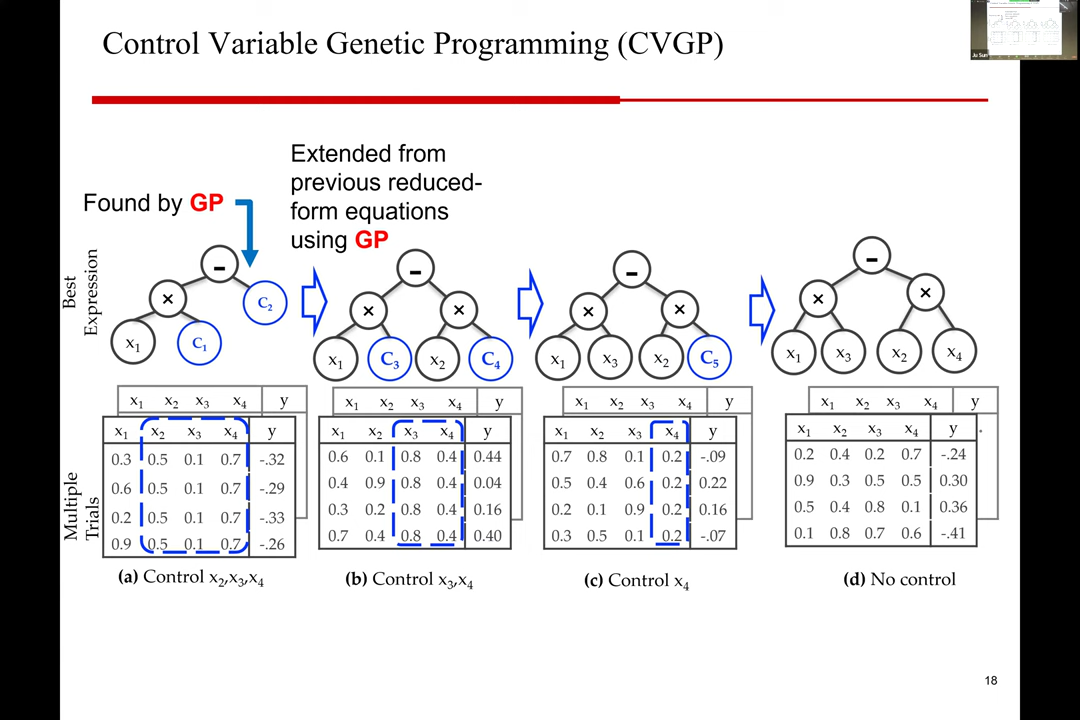 Control Variable Genetic Programming (CVGP)
Ju Sun
Found by GP
Extended from
previous reduced-
form equations
using GP
Best
Expression
-
×
C₂
x₁
C₁
-
×
×
x₁
C₃
x₂
C₄
-
×
×
x₁
x₃
x₂
C₅
-
×
×
x₁
x₃
x₂
x₄
Multiple
Trials
x₁ x₂ x₃ x₄ y
x₁ x₂ x₃ x₄ y
0.3 0.5 0.1 0.7 -.32
0.6 0.5 0.1 0.7 -.29
0.2 0.5 0.1 0.7 -.33
0.9 0.5 0.1 0.7 -.26
(a) Control x₂,x₃,x₄
x₁ x₂ x₃ x₄ y
x₁ x₂ x₃ x₄ y
0.6 0.1 0.8 0.4 0.44
0.4 0.9 0.8 0.4 0.04
0.3 0.2 0.8 0.4 0.16
0.7 0.4 0.8 0.4 0.40
(b) Control x₃,x₄
x₁ x₂ x₃ x₄ y
x₁ x₂ x₃ x₄ y
0.7 0.8 0.1 0.2 -.09
0.5 0.4 0.6 0.2 0.22
0.2 0.1 0.9 0.2 0.16
0.3 0.5 0.1 0.2 -.07
(c) Control x₄
x₁ x₂ x₃ x₄ y
x₁ x₂ x₃ x₄ y
0.2 0.4 0.2 0.7 -.24
0.9 0.3 0.5 0.5 0.30
0.5 0.4 0.8 0.1 0.36
0.1 0.8 0.7 0.6 -.41
(d) No control
18